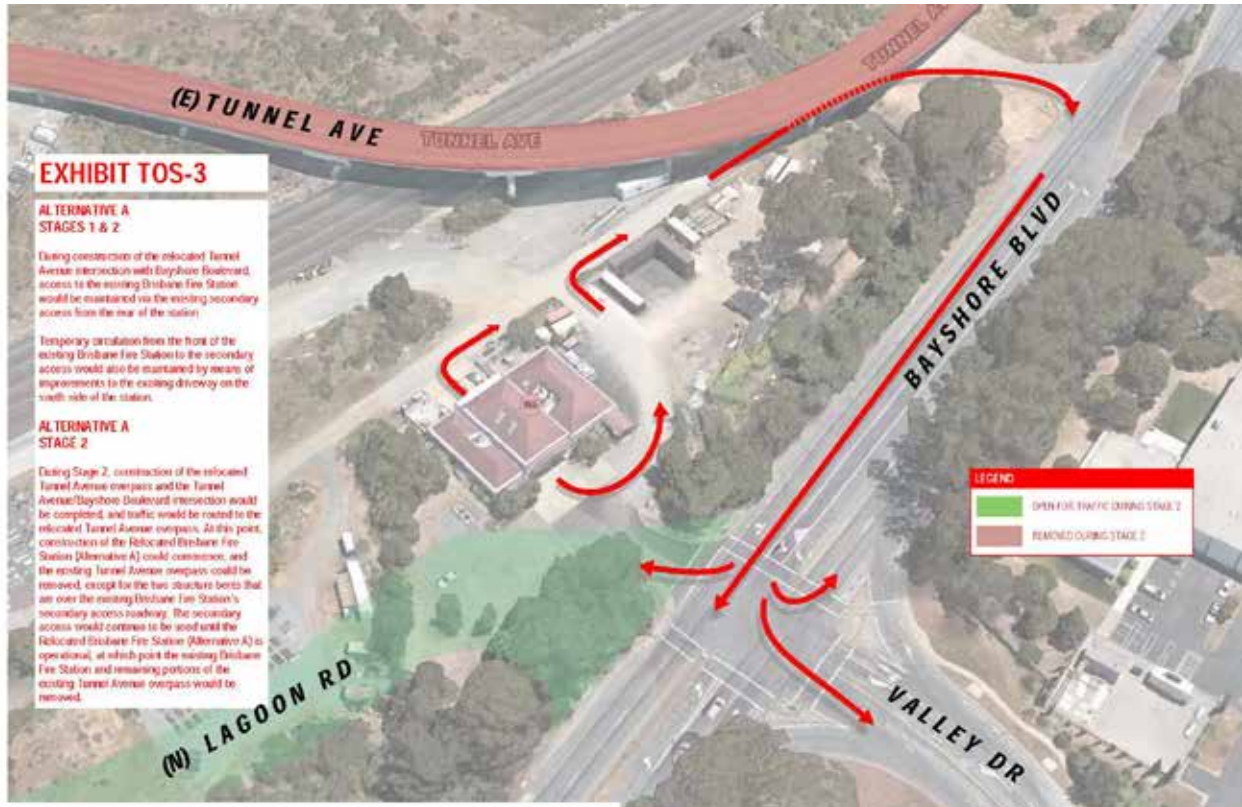 (E) TUNNEL AVE
TUNNEL AVE
TUNNEL AVE
EXHIBIT TOS-3
ALTERNATIVE A
STAGES 1 & 2
During construction of the relocated Tunnel
Avenue intersection with Bayshore Boulevard,
access to the existing Brisbane Fire Station
would be maintained via the existing secondary
access from the rear of the station
Temporary circulation from the front of the
existing Brisbane Fire Station to the secondary
access would also be maintained by means of
improvements to the existing driveway on the
south side of the station.
ALTERNATIVE A
STAGE 2
During Stage 2, construction of the relocated
Tunnel Avenue overpass and the Tunnel
Avenue/Bayshore Boulevard intersection would
be completed, and traffic would be routed to the
relocated Tunnel Avenue overpass. At this point,
construction of the Relocated Brisbane Fire
Station (Alternative A) could commence, and
the existing Tunnel Avenue overpass could be
removed, except for the two structure bents that
are over the existing Brisbane Fire Station's
secondary access roadway. The secondary
access would continue to be used until the
Relocated Brisbane Fire Station (Alternative A) is
operational, at which point the existing Brisbane
Fire Station and remaining portions of the
existing Tunnel Avenue overpass would be
removed.
BAYSHORE BLVD
LEGEND
OPEN FOR TRAFFIC DURING STAGE 2
REMOVED DURING STAGE 2
(N) LAGOON RD
VALLEY DR